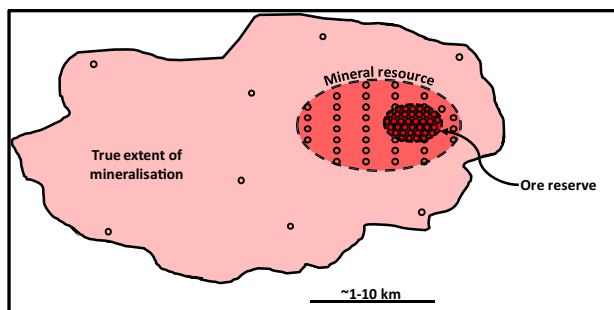 Mineral resource
True extent of
mineralisation
Ore reserve
~1-10 km